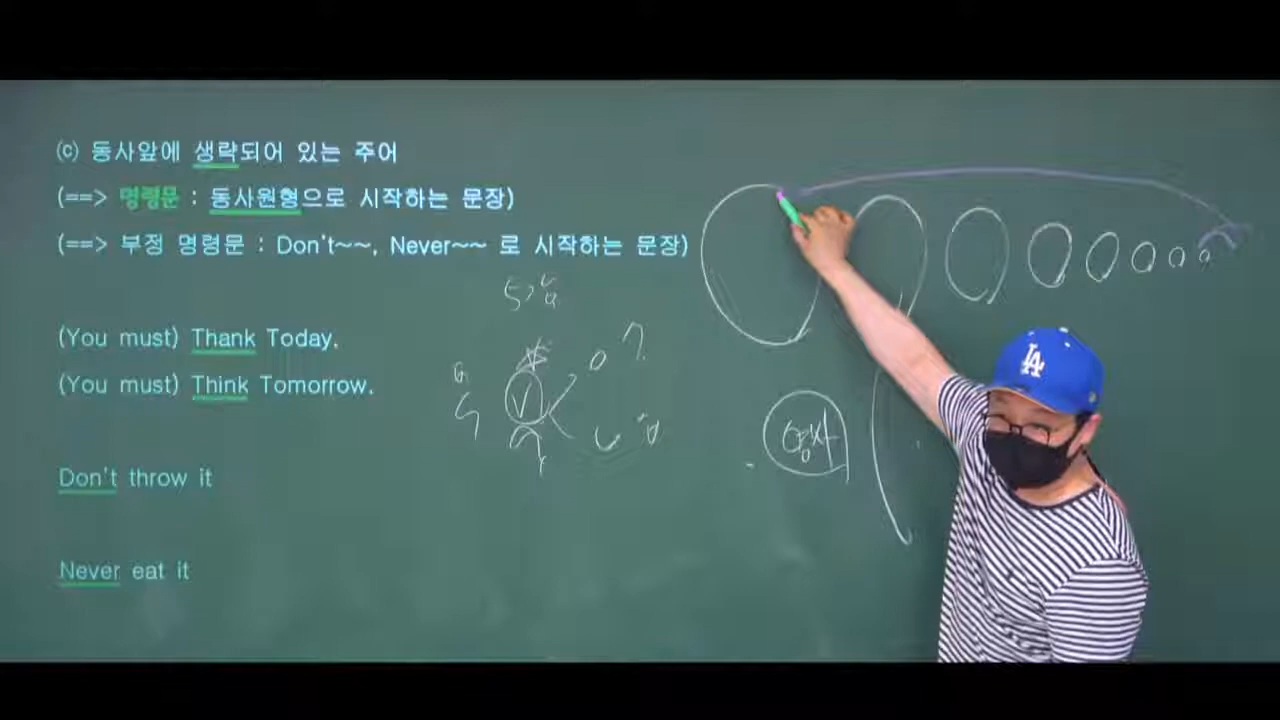 (c) 동사앞에 생략되어 있는 주어
(==> 명령문 : 동사원형으로 시작하는 문장)
(==> 부정 명령문 : Don't~~, Never~~ 로 시작하는 문장)
(You must) Thank Today.
(You must) Think Tomorrow.
Don't throw it
Never eat it
V
LA